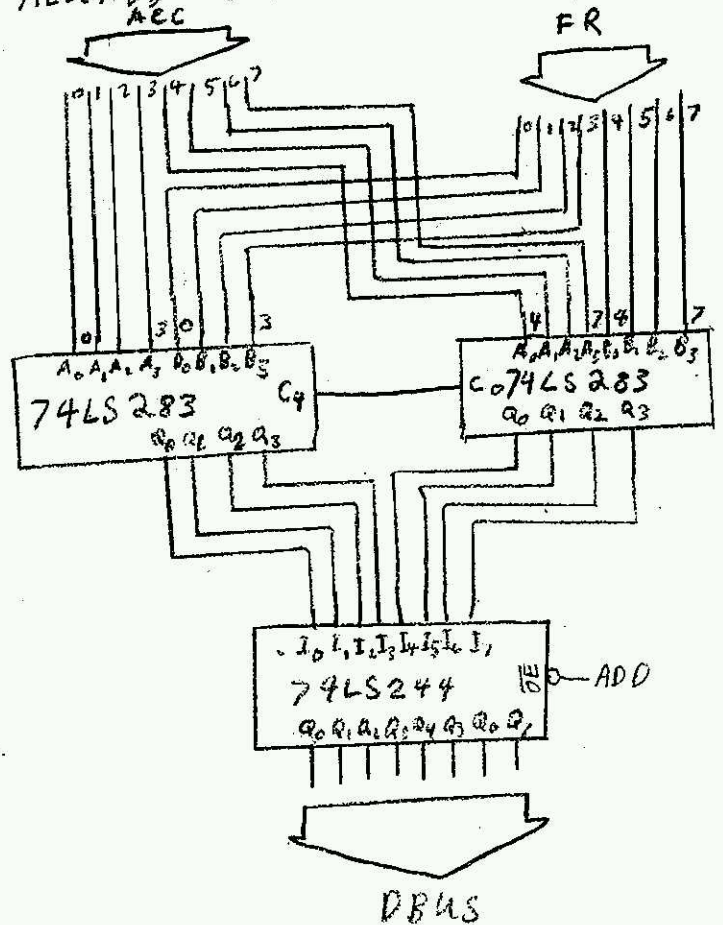 ACC
FR
0 1 2 3 4 5 6 7
0 1 2 3 4 5 6 7
0 3 0 3
4 7 8 7
A0 A1 A2 A3 B0 B1 B2 B3
A0 A1 A2 A3 B0 B1 B2 B3
74LS283
C4
C0 74LS283
Q0 Q1 Q2 Q3
Q0 Q1 Q2 Q3
I0 I1 I2 I3 I4 I5 I6 I7
74LS244
OE
ADD
Q0 Q1 Q2 Q3 Q4
DBUS